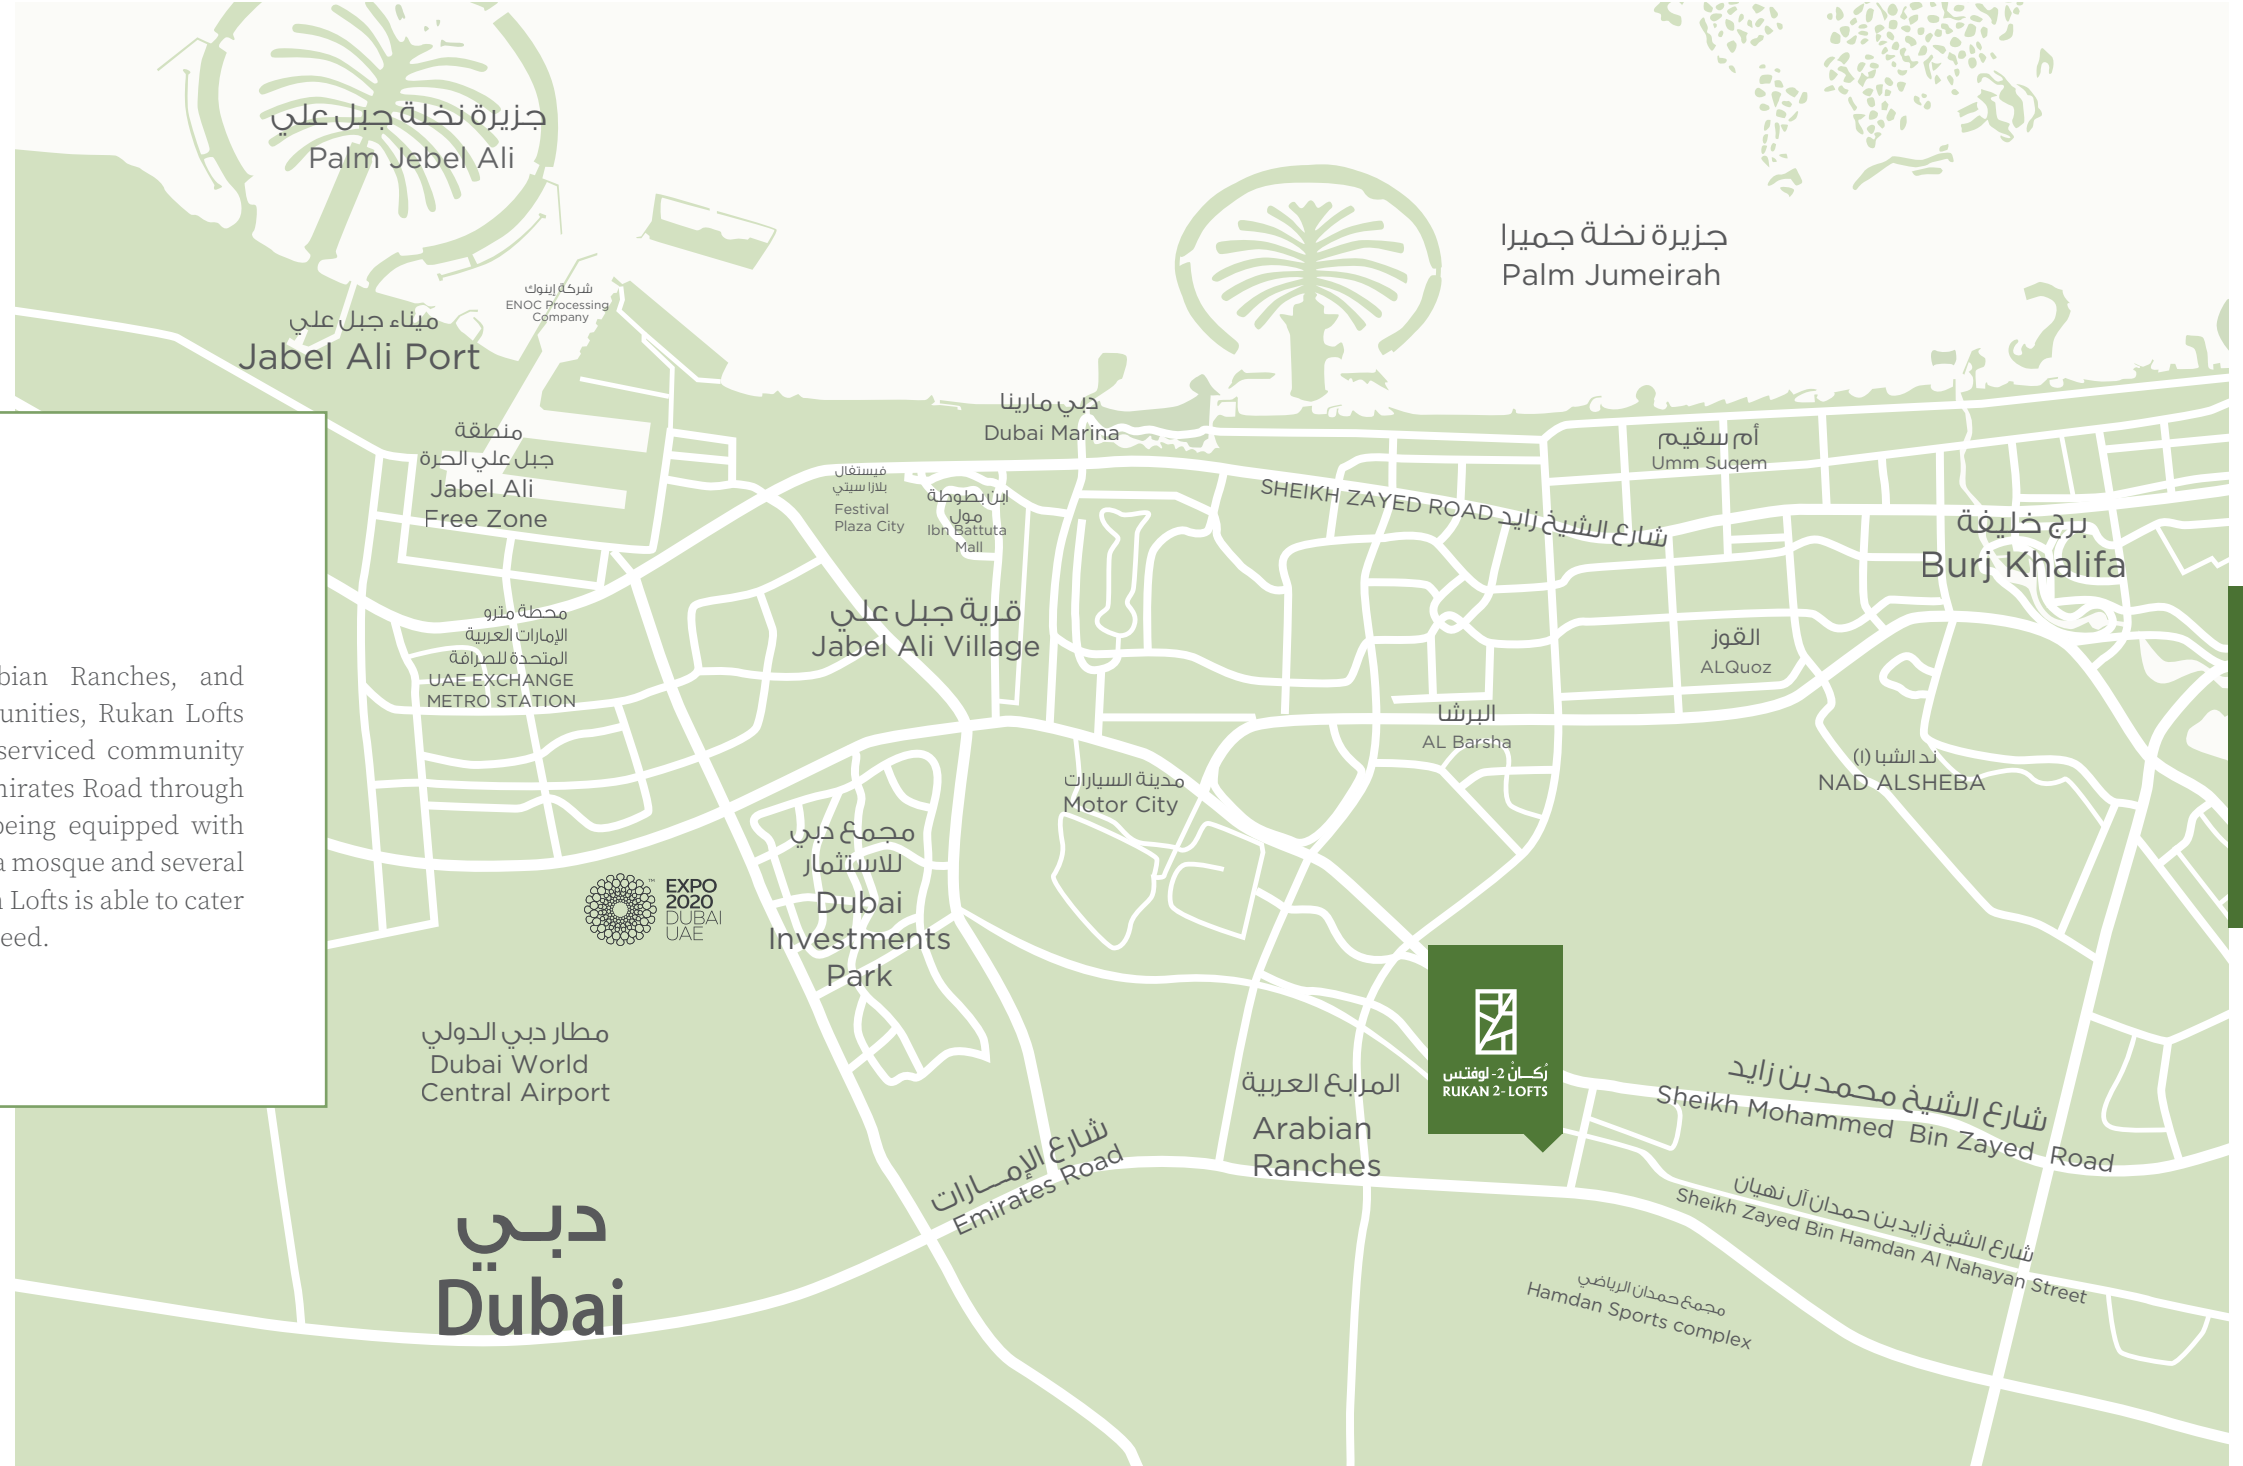 جزيرة نخلة جبل علي
Palm Jebel Ali
جزيرة نخلة جميرا
Palm Jumeirah
شركة إينوك
ENOC Processing
Company
ميناء جبل علي
Jabel Ali Port
دبي مارينا
Dubai Marina
منطقة
جبل علي الحرة
Jabel Ali
Free Zone
فيستفال
بلازا سيتي
Festival
Plaza City
ابن بطوطة
مول
Ibn Battuta
Mall
SHEIKH ZAYED ROAD شارع الشيخ زايد
أم سقيم
Umm Suqem
برج خليفة
Burj Khalifa
محطة مترو
الإمارات العربية
المتحدة للصرافة
UAE EXCHANGE
METRO STATION
قرية جبل علي
Jabel Ali Village
القوز
ALQuoz
البرشا
AL Barsha
ند الشبا (١)
NAD ALSHEBA
مدينة السيارات
Motor City
bian Ranches, and
unities, Rukan Lofts
serviced community
nirates Road through
being equipped with
a mosque and several
n Lofts is able to cater
eed.
مجمع دبي
للاستثمار
Dubai
Investments
Park
™
EXPO
2020
DUBAI
UAE
مطار دبي الدولي
Dubai World
Central Airport
المرابع العربية
Arabian
Ranches
رُكــان 2- لوفتس
RUKAN 2- LOFTS
شارع الشيخ محمد بن زايد
Sheikh Mohammed Bin Zayed Road
شارع الإمــارات
Emirates Road
شارع الشيخ زايد بن حمدان آل نهيان
Sheikh Zayed Bin Hamdan Al Nahayan Street
مجمع حمدان الرياضي
Hamdan Sports complex
دبــي
Dubai